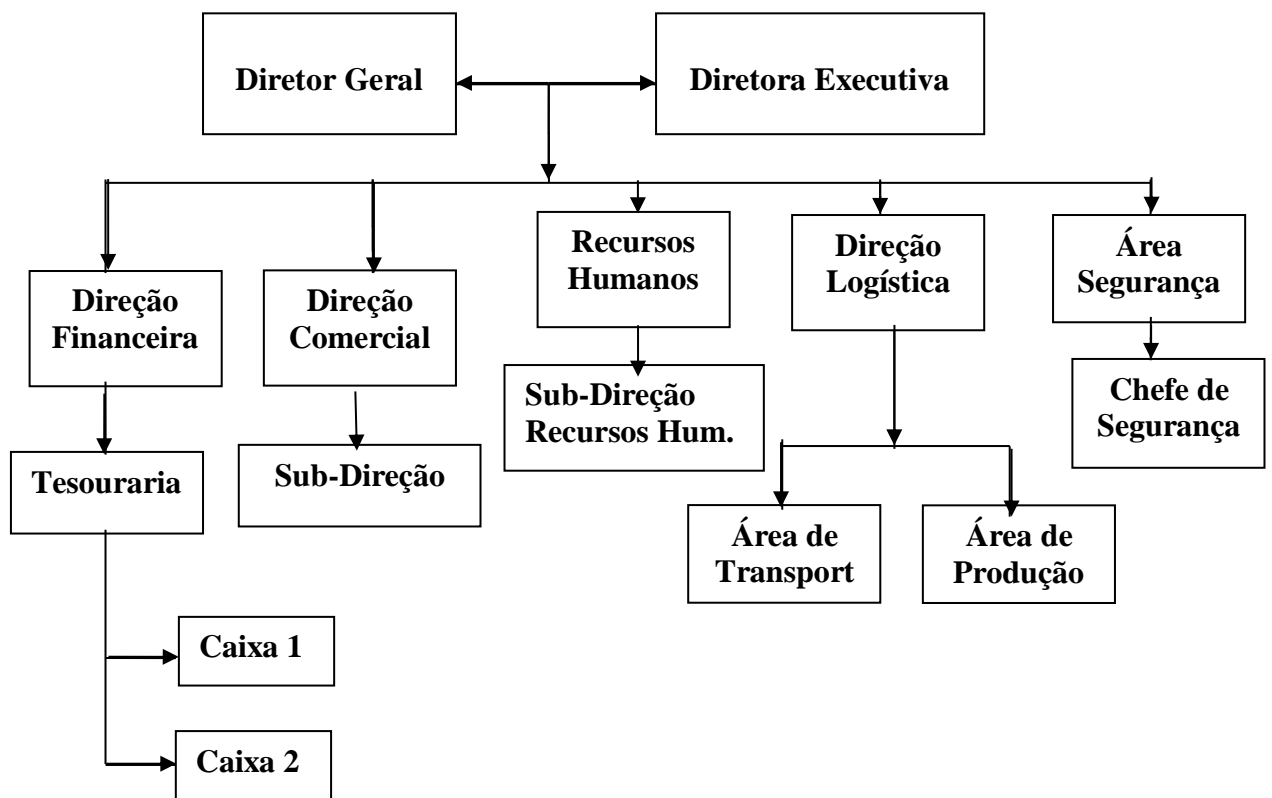 Diretor Geral
Diretora Executiva
Direção
Financeira
Direção
Comercial
Recursos
Humanos
Direção
Logística
Área
Segurança
Tesouraria
Sub-Direção
Sub-Direção
Recursos Hum.
Chefe de
Segurança
Área de
Transport
Área de
Produção
Caixa 1
Caixa 2